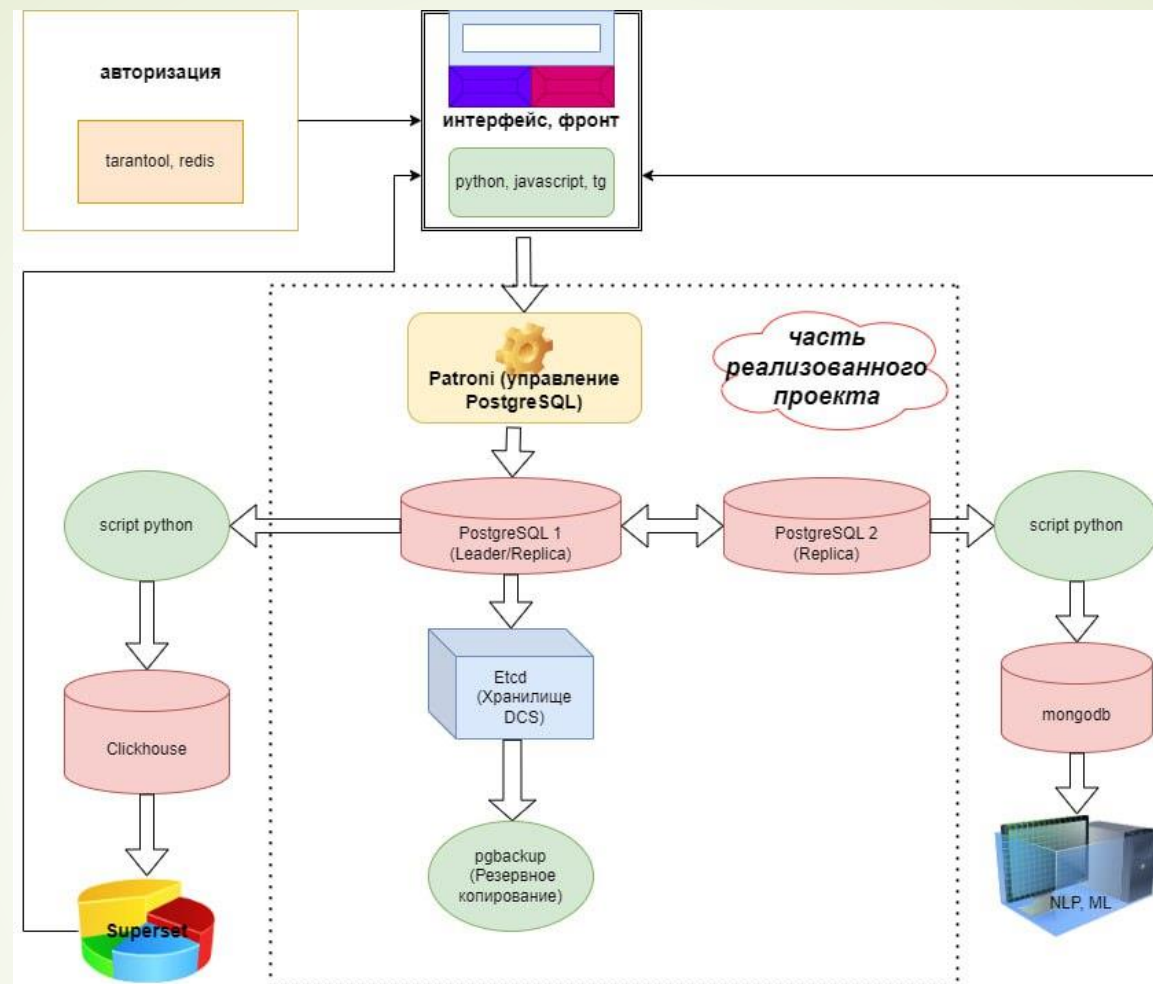 авторизация
tarantool, redis
интерфейс, фронт
python, javascript, tg
Patroni (управление
PostgreSQL)
часть
реализованного
проекта
script python
PostgreSQL 1
(Leader/Replica)
PostgreSQL 2
(Replica)
script python
Etcd
(Хранилище
DCS)
Clickhouse
mongodb
pgbackup
(Резервное
копирование)
Superset
NLP, ML